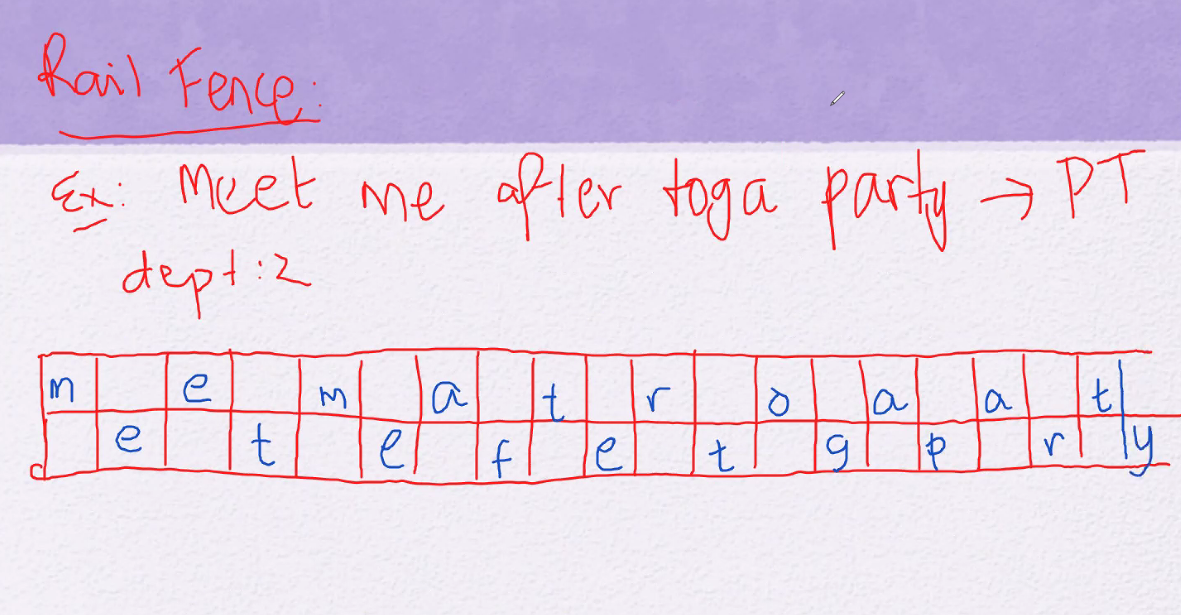 Rail Fence:
Ex: Meet me after toga party → PT
dept:2
m e m a t r o a a t
e t e f e t g p r y